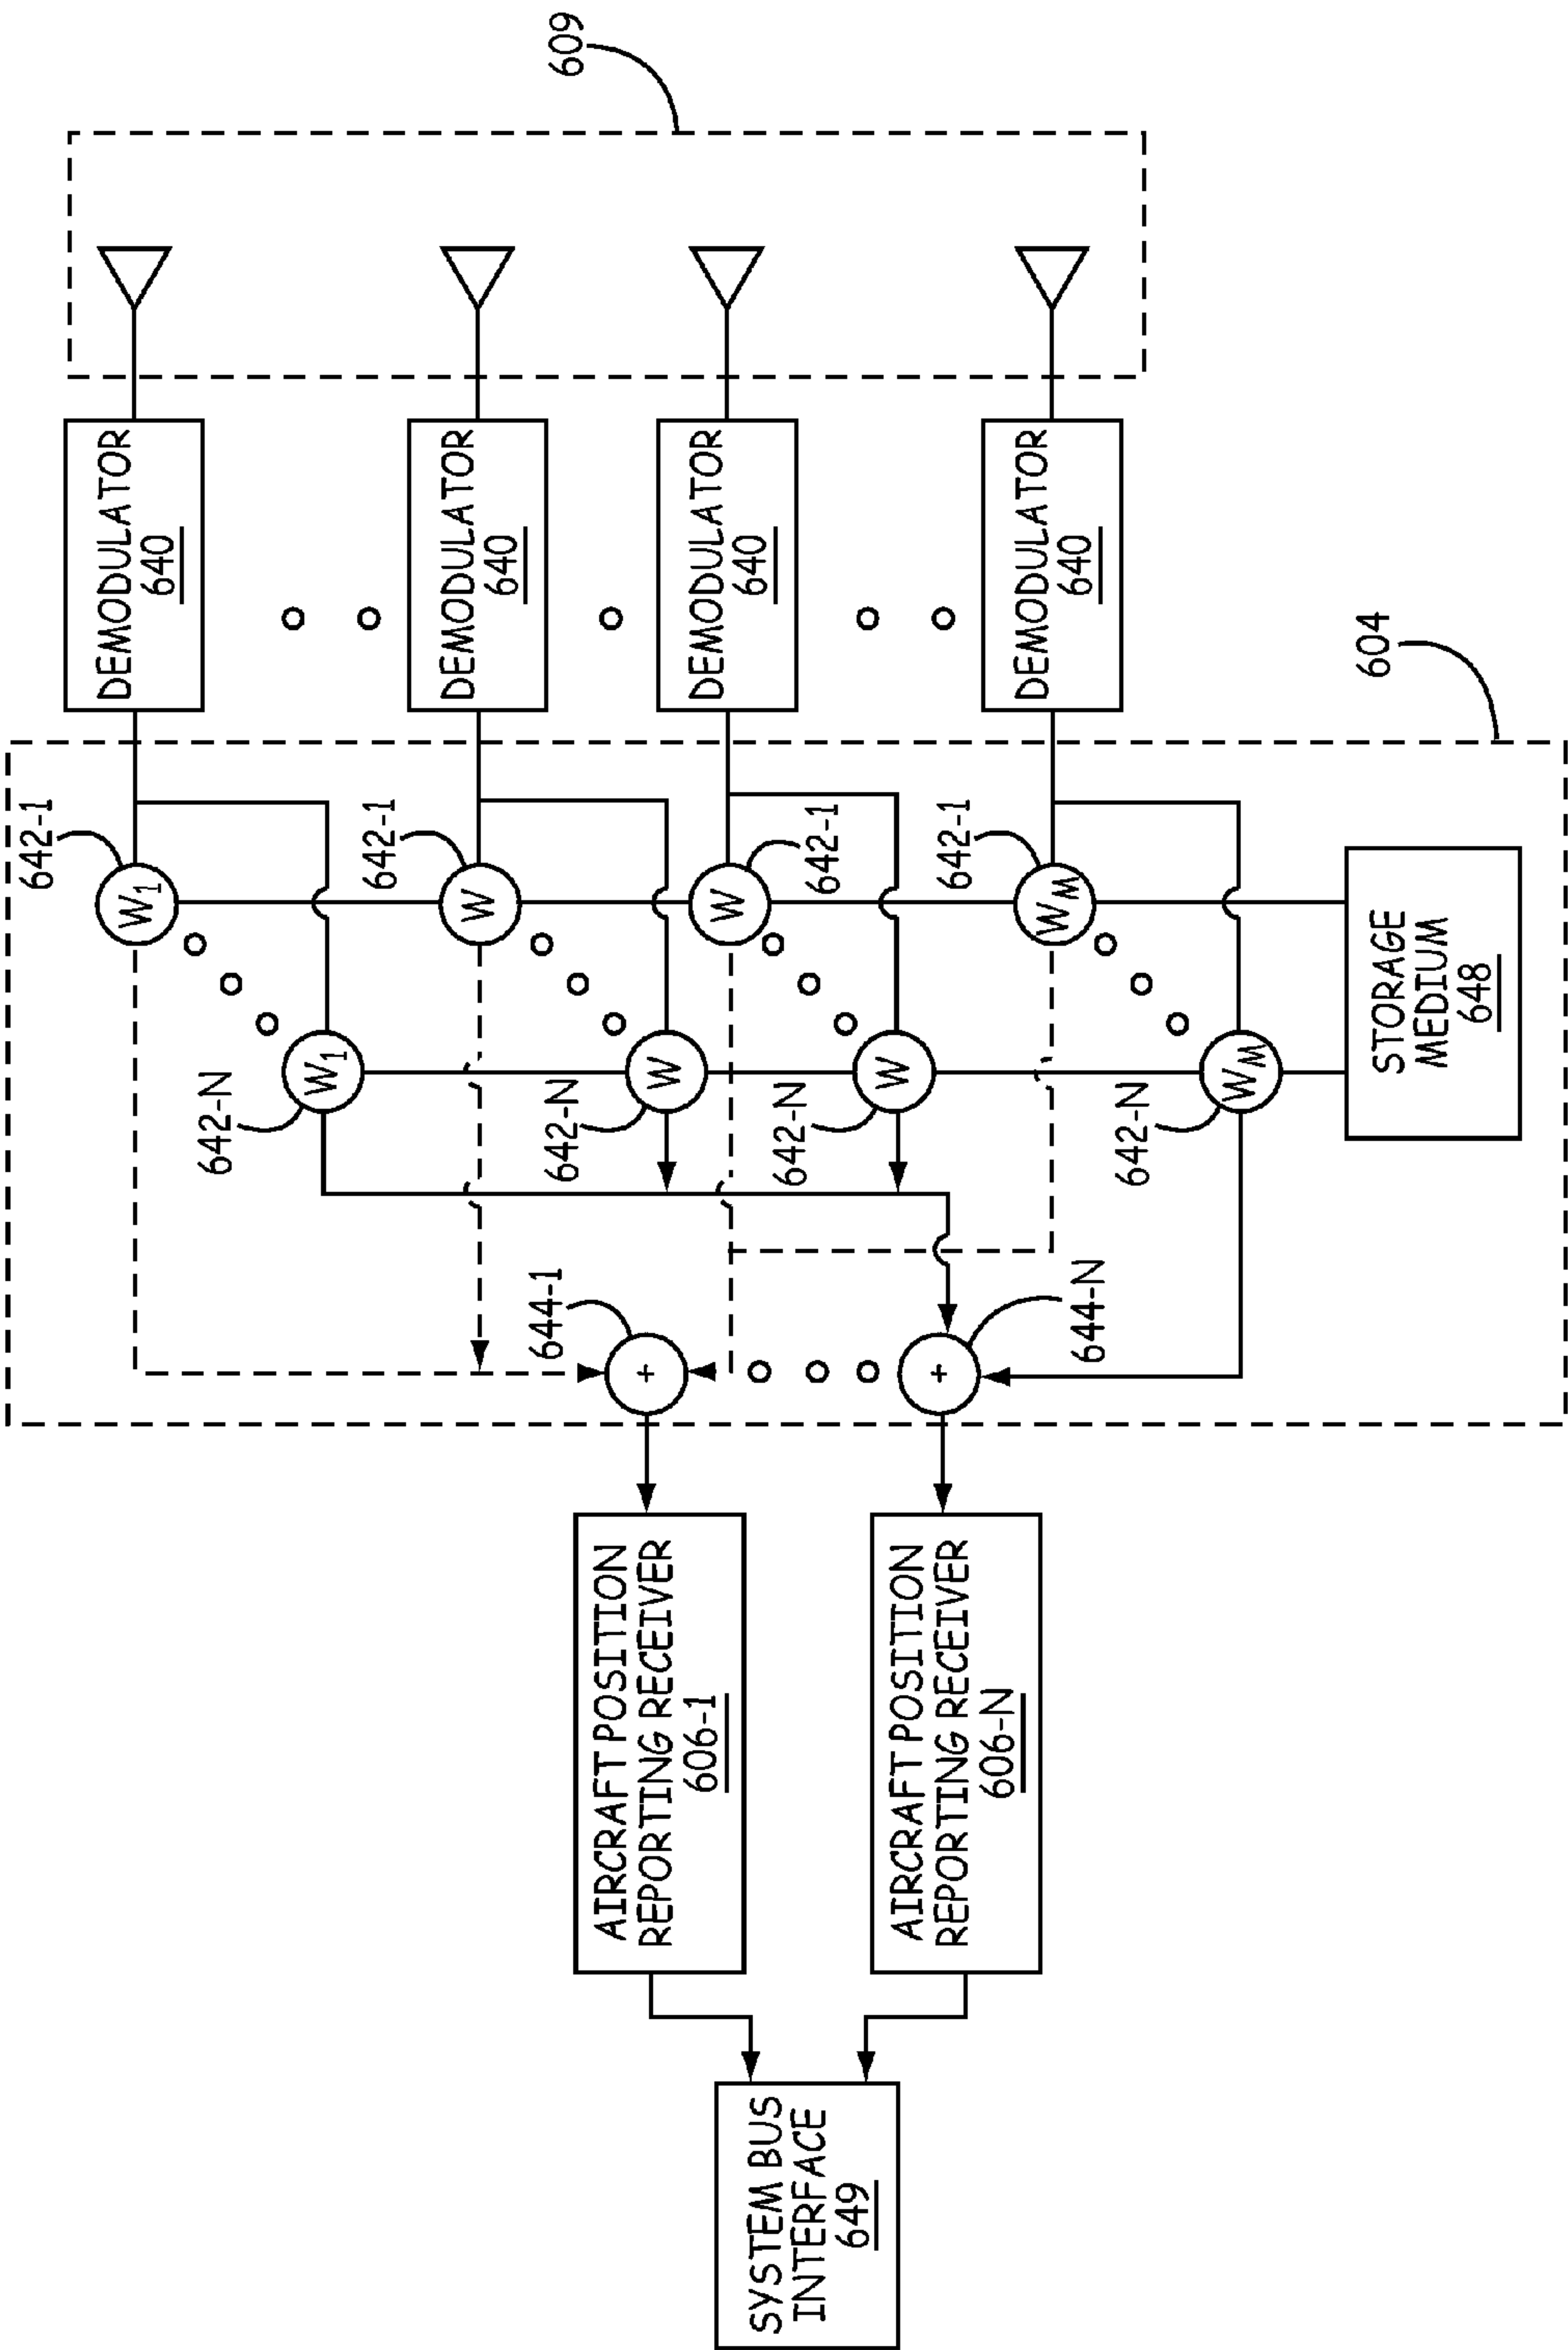 609
DEMODULATOR
640
DEMODULATOR
640
DEMODULATOR
640
DEMODULATOR
640
604
642-1
642-1
642-1
642-1
W1
W
W
WM
642-N
642-N
642-N
642-N
W1
W
W
WM
STORAGE
MEDIUM
648
644-1
+
644-N
+
AIRCRAFT POSITION
REPORTING RECEIVER
606-1
AIRCRAFT POSITION
REPORTING RECEIVER
606-N
SYSTEM BUS
INTERFACE
649